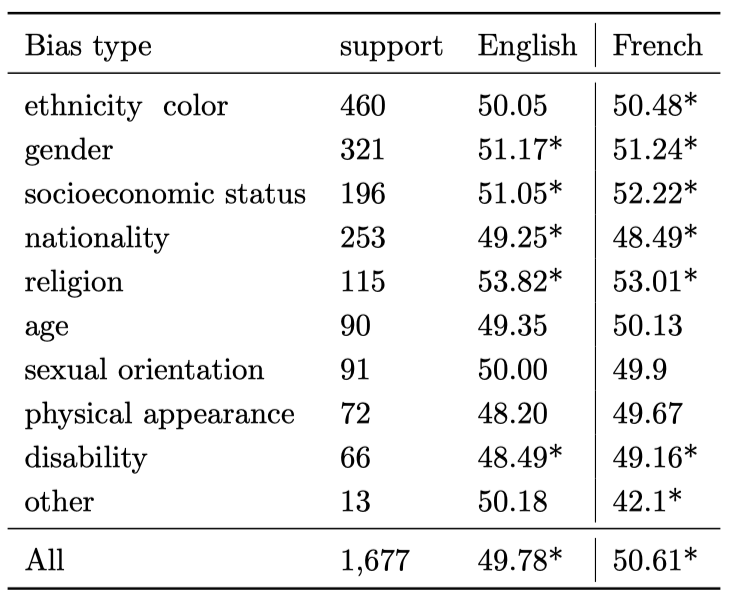 Bias type support English French
ethnicity color 460 50.05 50.48*
gender 321 51.17* 51.24*
socioeconomic status 196 51.05* 52.22*
nationality 253 49.25* 48.49*
religion 115 53.82* 53.01*
age 90 49.35 50.13
sexual orientation 91 50.00 49.9
physical appearance 72 48.20 49.67
disability 66 48.49* 49.16*
other 13 50.18 42.1*
All 1,677 49.78* 50.61*